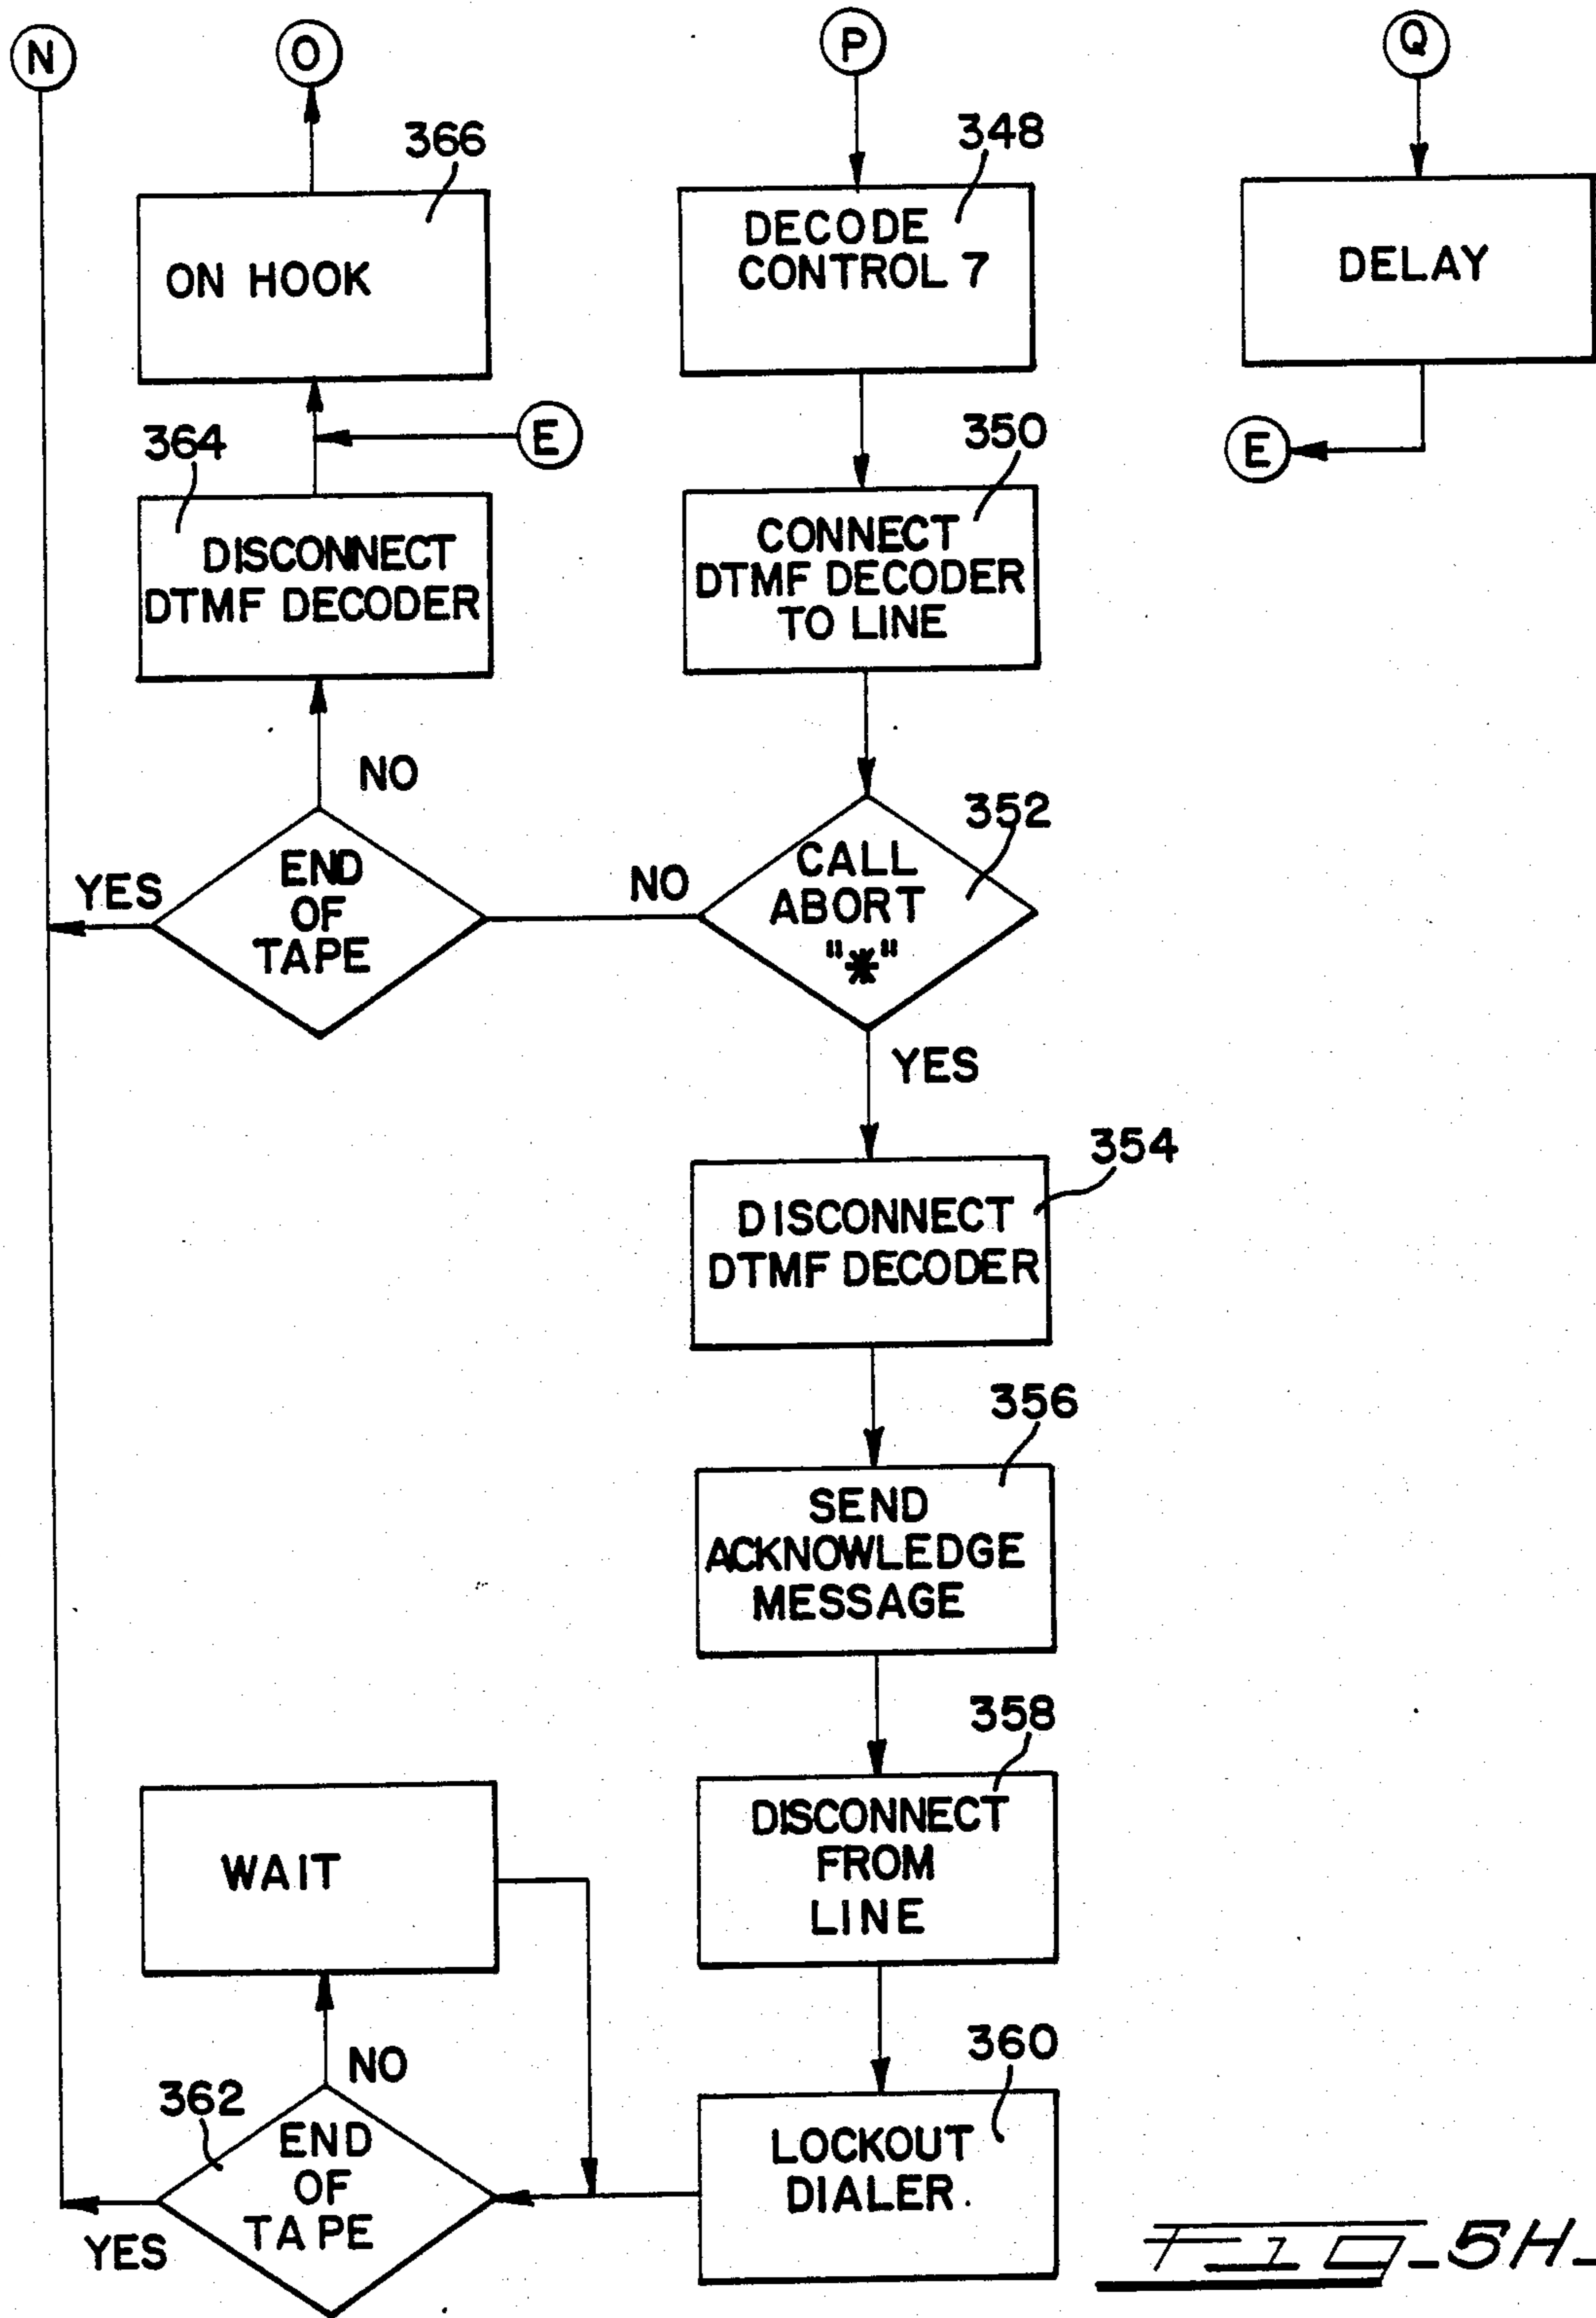 N
O
P
Q
366
348
ON HOOK
DECODE
CONTROL 7
DELAY
364
E
350
E
DISCONNECT
DTMF DECODER
CONNECT
DTMF DECODER
TO LINE
NO
352
YES
END
OF
TAPE
NO
CALL
ABORT
"*"
YES
354
DISCONNECT
DTMF DECODER
356
SEND
ACKNOWLEDGE
MESSAGE
358
WAIT
DISCONNECT
FROM
LINE
360
NO
362
END
OF
TAPE
YES
LOCKOUT
DIALER.
FIG_5H_